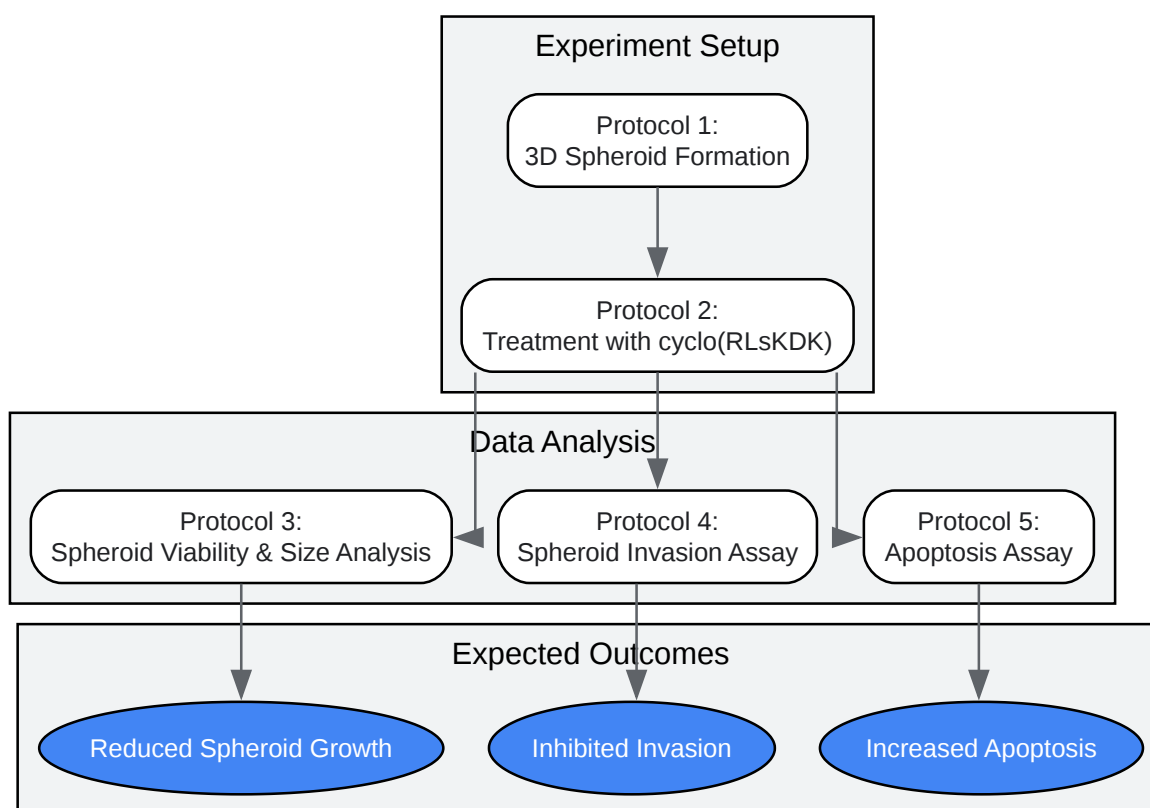 Experiment Setup
Protocol 1:
3D Spheroid Formation
Protocol 2:
Treatment with cyclo(RLsKDK)
Data Analysis
Protocol 3:
Spheroid Viability & Size Analysis
Protocol 4:
Spheroid Invasion Assay
Protocol 5:
Apoptosis Assay
Expected Outcomes
Reduced Spheroid Growth
Inhibited Invasion
Increased Apoptosis